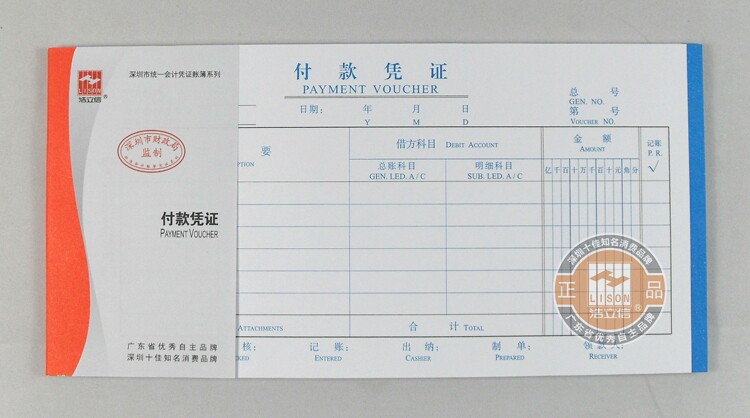 深圳市统一会计凭证账簿系列
LISON
浩立信®
深圳市财政局
监制
付款凭证
PAYMENT VOUCHER
广东省优秀自主品牌
深圳十佳知名消费品牌
付款凭证
PAYMENT VOUCHER
日期: 年 月 日
Y M D
总 号
GEN. NO.
第 号
VOUCHER NO.
要
借方科目 DEBIT ACCOUNT
金 额
AMOUNT
记账
P. R.
√
总账科目
GEN. LED. A/C
明细科目
SUB. LED. A/C
亿千百十万千百十元角分
ATTACHMENTS
合 计 TOTAL
核: 记 账: 出 纳: 制 单: 领 款 人:
ENTERED CASHIER PREPARED RECEIVER
深圳十佳知名消费品牌
正 品
LISON
浩立信®
广东省优秀自主品牌